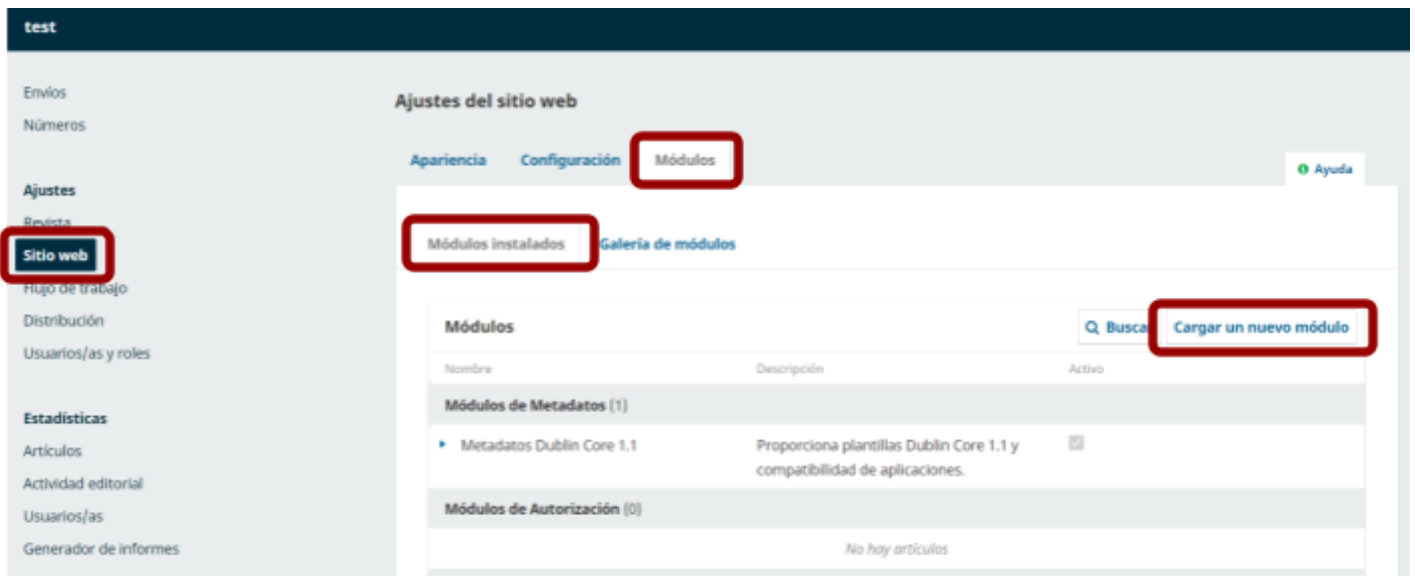 test
Envíos
Números
Ajustes
Revista
Sitio web
Flujo de trabajo
Distribución
Usuarios/as y roles
Estadísticas
Artículos
Actividad editorial
Usuarios/as
Generador de informes
Ajustes del sitio web
Apariencia Configuración Módulos
Ayuda
Módulos instalados Galería de módulos
Módulos Busca Cargar un nuevo módulo
Nombre Descripción Activo
Módulos de Metadatos (1)
Metadatos Dublin Core 1.1 Proporciona plantillas Dublin Core 1.1 y
compatibilidad de aplicaciones.
Módulos de Autorización (0)
No hay artículos